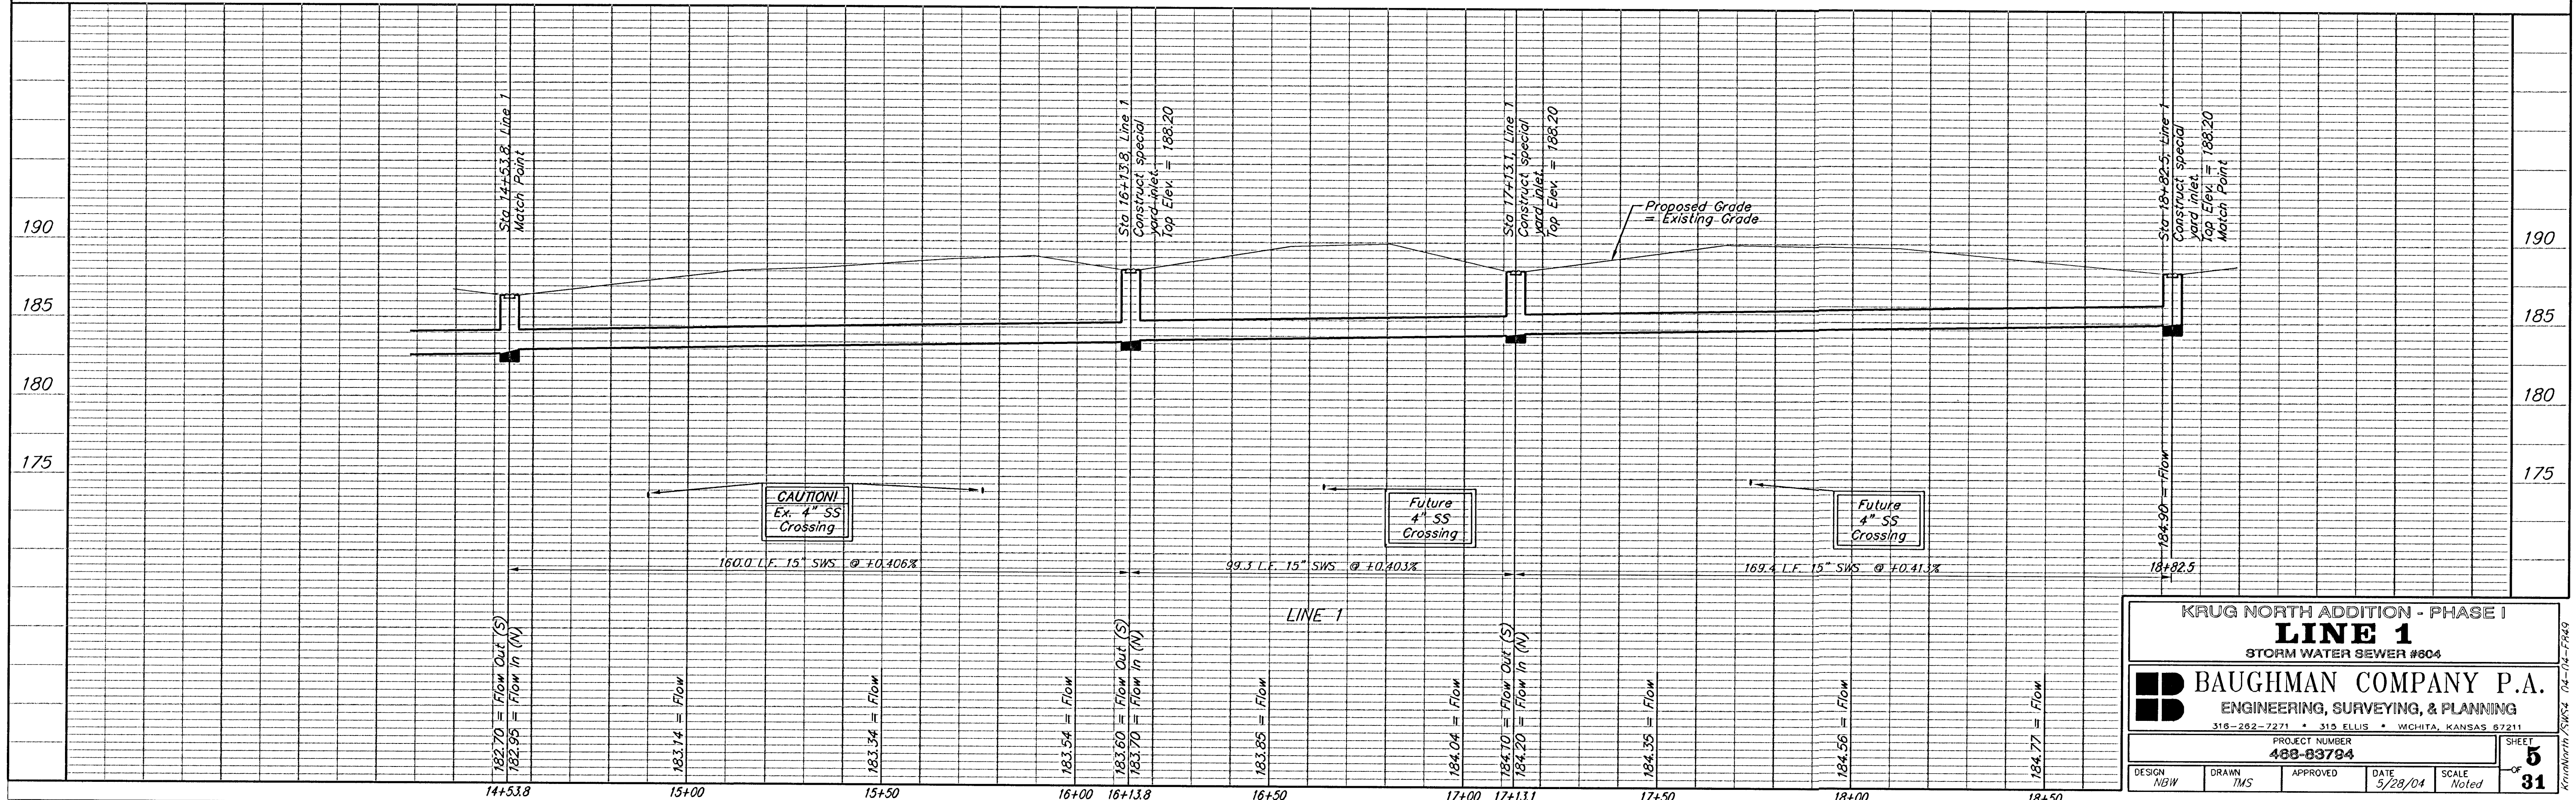 Sta 14+53.8, Line 1
Match Point
Sta 16+13.8, Line 1
Construct special
yard inlet.
Top Elev. = 188.20
Sta 17+13.1, Line 1
Construct special
yard inlet.
Top Elev. = 188.20
Sta 18+82.5, Line 1
Construct special
yard inlet.
Top Elev. = 188.20
Match Point
Proposed Grade
= Existing Grade
190
185
180
175
190
185
180
175
CAUTION!
Ex. 4" SS
Crossing
Future
4" SS
Crossing
Future
4" SS
Crossing
160.0 L.F. 15" SWS @ +0.406%
99.3 L.F. 15" SWS @ +0.403%
169.4 L.F. 15" SWS @ +0.413%
184.90 = Flow
18+82.5
LINE 1
182.70 = Flow Out (S)
182.95 = Flow In (N)
183.14 = Flow
183.34 = Flow
183.54 = Flow
183.60 = Flow Out (S)
183.70 = Flow In (N)
183.85 = Flow
184.04 = Flow
184.10 = Flow Out (S)
184.20 = Flow In (N)
184.35 = Flow
184.56 = Flow
184.77 = Flow
14+53.8
15+00
15+50
16+00
16+13.8
16+50
17+00
17+13.1
17+50
18+00
18+50
KRUG NORTH ADDITION - PHASE I
LINE 1
STORM WATER SEWER #604
BAUGHMAN COMPANY P.A.
ENGINEERING, SURVEYING, & PLANNING
316-262-7271 • 315 ELLIS • WICHITA, KANSAS 67211
PROJECT NUMBER
468-83794
SHEET
5
OF
31
DESIGN
NBW
DRAWN
TMS
APPROVED
DATE
5/28/04
SCALE
Noted
KrugNorth/SWS4 04-04-F849